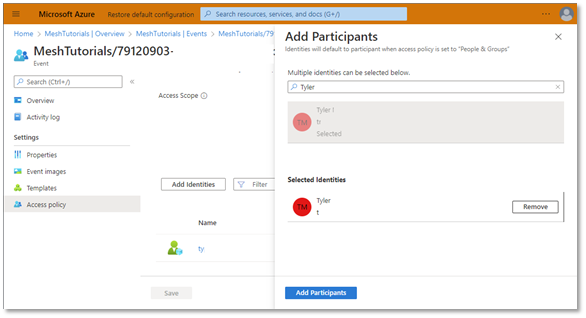 Microsoft Azure
Restore default configuration
Search resources, services, and docs (G+/)
Home > MeshTutorials | Overview > MeshTutorials | Events > MeshTutorials/79
MeshTutorials/79120903-
Event
Search (Ctrl+/)
Overview
Activity log
Settings
Properties
Event images
Templates
Access policy
Access Scope
Add Identities
Filter
Name
ty
Save
Add Participants
Identities will default to participant when access policy is set to "People & Groups"
Multiple identities can be selected below.
Tyler
TM
Tyler
Selected
Selected Identities
TM
Tyler
t
Remove
Add Participants